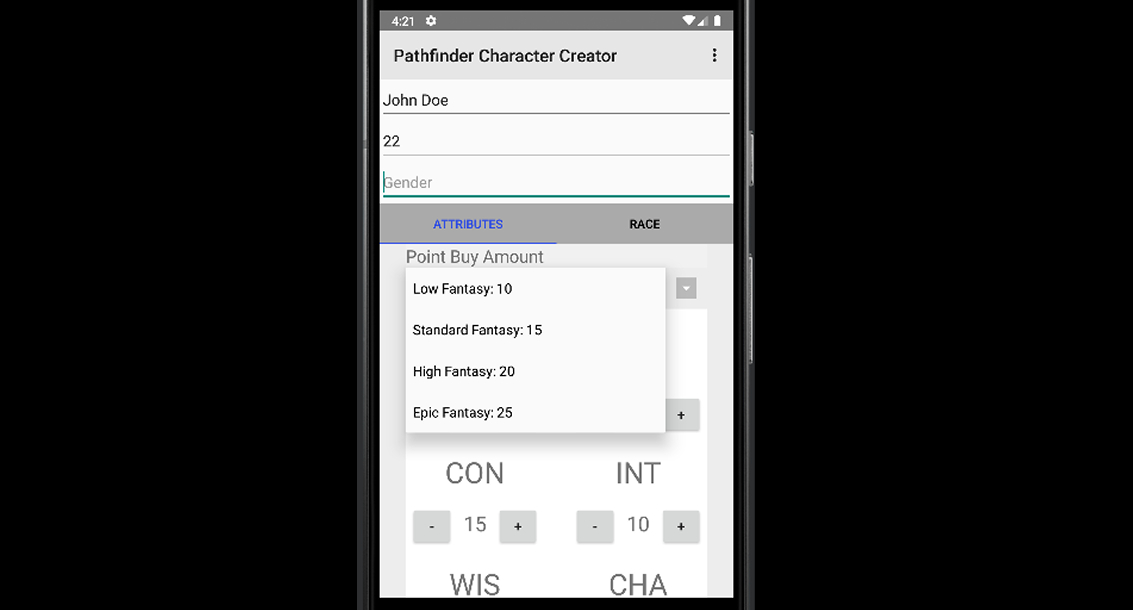 4:21
Pathfinder Character Creator
John Doe
22
Gender
ATTRIBUTES RACE
Point Buy Amount
Low Fantasy: 10
Standard Fantasy: 15
High Fantasy: 20
Epic Fantasy: 25
+
CON INT
- 15 + - 10 +
WIS CHA